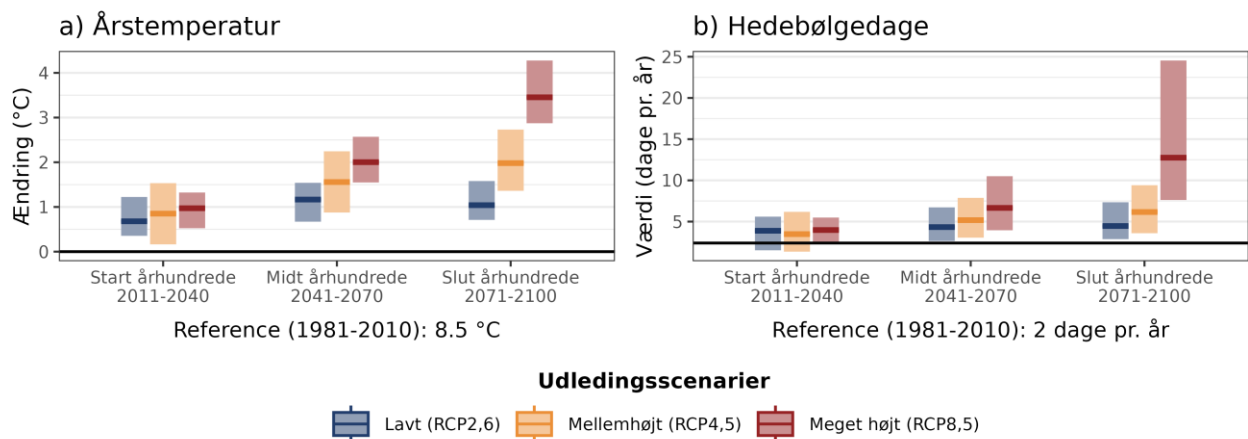 a) Årstemperatur
Ændring (°C)
4
3
2
1
0
Start århundrede
2011-2040
Midt århundrede
2041-2070
Slut århundrede
2071-2100
Reference (1981-2010): 8.5 °C
b) Hedebølgedage
Værdi (dage pr. år)
25
20
15
10
5
Start århundrede
2011-2040
Midt århundrede
2041-2070
Slut århundrede
2071-2100
Reference (1981-2010): 2 dage pr. år
Udledingsscenarier
Lavt (RCP2,6)
Mellemhøjt (RCP4,5)
Meget højt (RCP8,5)